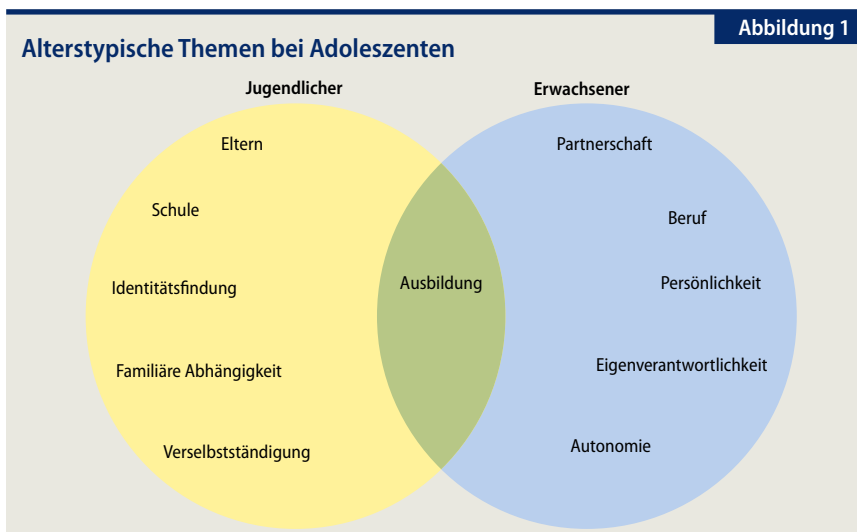 Abbildung 1
Alterstypische Themen bei Adoleszenten
Jugendlicher
Erwachsener
Eltern
Schule
Identitätsfindung
Familiäre Abhängigkeit
Verselbstständigung
Ausbildung
Partnerschaft
Beruf
Persönlichkeit
Eigenverantwortlichkeit
Autonomie